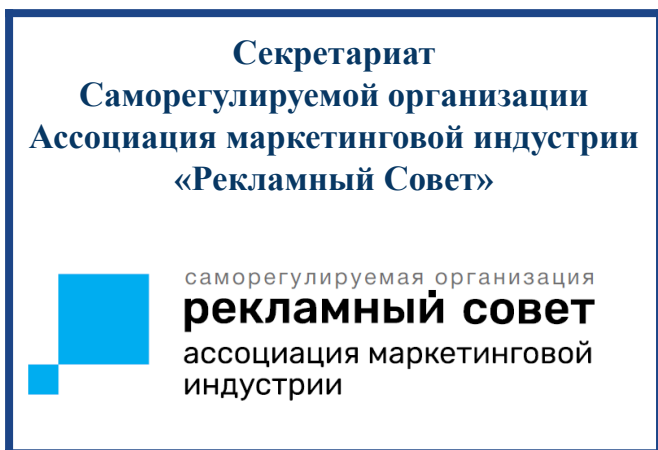 Секретариат
Саморегулируемой организации
Ассоциация маркетинговой индустрии
«Рекламный Совет»
саморегулируемая организация
рекламный совет
ассоциация маркетинговой
индустрии